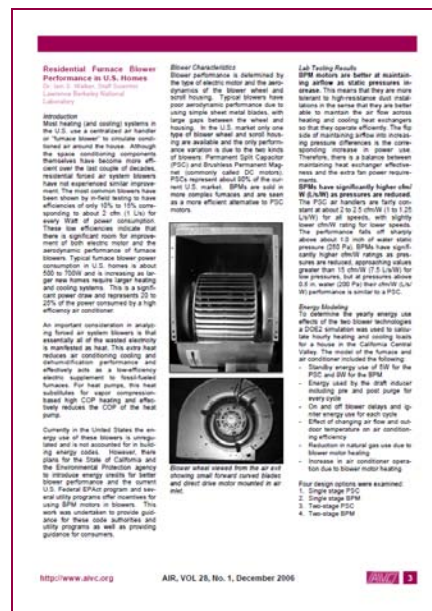 Residential Furnace Blower
Performance in U.S. Homes
Dr. Iain S. Walker, Staff Scientist
Lawrence Berkeley National
Laboratory
Introduction
Most heating (and cooling) systems in
the U.S. use a centralized air handler
or "furnace blower" to circulate condi-
tioned air around the house. Although
the space conditioning components
themselves have become more effi-
cient over the last couple of decades,
residential forced air system blowers
have not experienced similar improve-
ment. The most common blowers have
been shown by in-field testing to have
efficiencies of only 10% to 15% corre-
sponding to about 2 cfm (1 L/s) for
every Watt of power consumption.
These low efficiencies indicate that
there is significant room for improve-
ment of both electric motor and the
aerodynamic performance of furnace
blowers. Typical furnace blower power
consumption in U.S. homes is about
500 to 700W and is increasing as lar-
ger new homes require larger heating
and cooling systems. This is a signifi-
cant power draw and represents 20 to
25% of the power consumed by a high
efficiency air conditioner.
An important consideration in analyz-
ing forced air system blowers is that
essentially all of the wasted electricity
is manifested as heat. This extra heat
reduces air conditioning cooling and
dehumidification performance and
effectively acts as a low-efficiency
electric supplement to fossil-fueled
furnaces. For heat pumps, this heat
substitutes for vapor compression-
based high COP heating and effec-
tively reduces the COP of the heat
pump.
Currently in the United States the en-
ergy use of these blowers is unregu-
lated and is not accounted for in build-
ing energy codes. However, there
plans for the State of California and
the Environmental Protection agency
to introduce energy credits for better
blower performance and the current
U.S. Federal EPAct program and sev-
eral utility programs offer incentives for
using BPM motors in blowers. This
work was undertaken to provide guid-
ance for these code authorities and
utility programs as well as providing
guidance for consumers.
Blower Characteristics
Blower performance is determined by
the type of electric motor and the aero-
dynamics of the blower wheel and
scroll housing. Typical blowers have
poor aerodynamic performance due to
using simple sheet metal blades, with
large gaps between the wheel and
housing. In the U.S. market only one
type of blower wheel and scroll hous-
ing are available and the only perform-
ance variation is due to the two kinds
of electric motor: Permanent Split Capacitor
(PSC) and Brushless Permanent Mag-
net (commonly called DC motors).
PSCs represent about 90% of the cur-
rent U.S. market. BPMs are sold in
more complex furnaces and are seen
as a more efficient alternative to PSC
motors.
Blower wheel viewed from the air exit
showing small forward curved blades
and direct drive motor mounted in air
inlet.
Lab Testing Results
BPM motors are better at maintain-
ing airflow as static pressures in-
crease. This means that they are more
tolerant to high-resistance duct instal-
lations in the sense that they are better
able to maintain the air flow across
heating and cooling heat exchangers
so that they operate efficiently. The flip
side of maintaining airflow into increas-
ing pressure differences is the corre-
sponding increase in power use.
Therefore, there is a balance between
maintaining heat exchanger effective-
ness and the extra fan power require-
ments.
BPMs have significantly higher cfm/
W (L/s/W) as pressures are reduced.
The PSC air handlers are fairly con-
stant at about 2 to 2.5 cfm/W (1 to 1.25
L/s/W) for all speeds, with slightly
lower cfm/W rating for lower speeds.
The performance falls off sharply
above about 1.0 inch of water static
pressure (250 Pa). BPMs have signifi-
cantly higher cfm/W ratings as pres-
sures are reduced, approaching values
greater than 15 cfm/W (7.5 L/s/W) for
low pressures, but at pressures above
0.8 in. water (200 Pa) their cfm/W (L/s/
W) performance is similar to a PSC.
Energy Modeling
To determine the yearly energy use
effects of the two blower technologies
a DOE2 simulation was used to calcu-
late hourly heating and cooling loads
for a house in the California Central
Valley. The model of the furnace and
air conditioner included the following:
- Standby energy use of 5W for the
PSC and 9W for the BPM
- Energy used by the draft inducer
including pre and post purge for
every cycle
- On and off blower delays and ig-
niter energy use for each cycle
- Effect of changing air flow and out-
door temperature on air condition-
ing efficiency
- Reduction in natural gas use due to
blower motor heating
- Increase in air conditioner opera-
tion due to blower motor heating
Four design options were examined:
1. Single stage PSC
2. Single stage BPM
3. Two-stage PSC
4. Two-stage BPM
http://www.aivc.org
AIR, VOL 28, No. 1, December 2006
AIVC
3